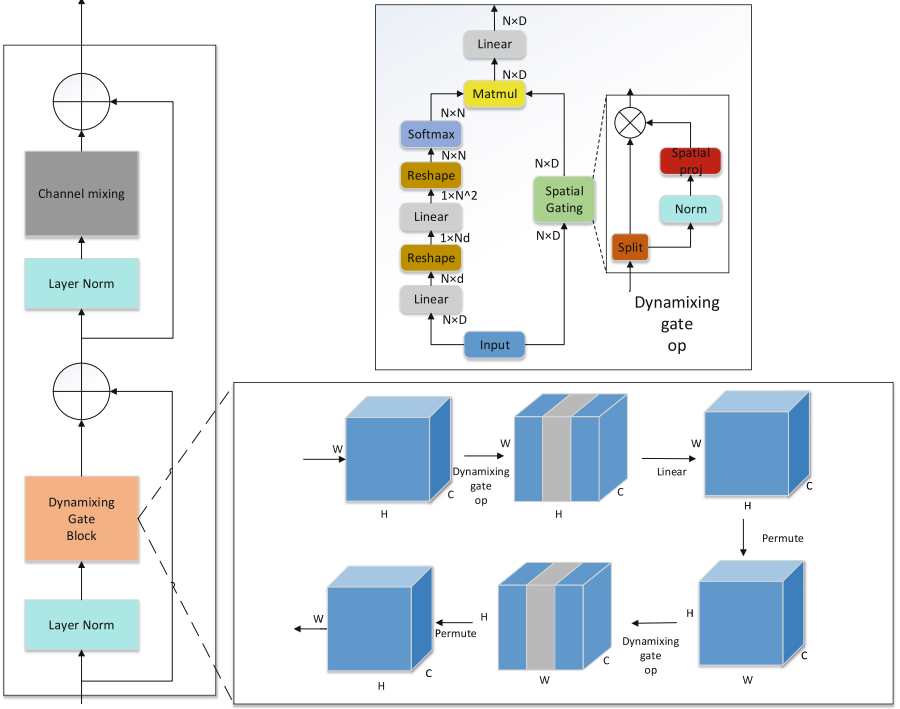 Channel mixing
Layer Norm
Dynamixing
Gate
Block
Layer Norm
N×D
Linear
N×D
Matmul
N×N
Softmax
N×N
Reshape
1×N^2
Linear
1×Nd
Reshape
N×d
Linear
N×D
Input
N×D
Spatial
Gating
N×D
Spatial
proj
Norm
Split
Dynamixing
gate
op
W
C
H
Dynamixing
gate
op
W
C
H
Linear
W
C
H
Permute
H
C
W
Dynamixing
gate
op
H
C
W
Permute
W
C
H